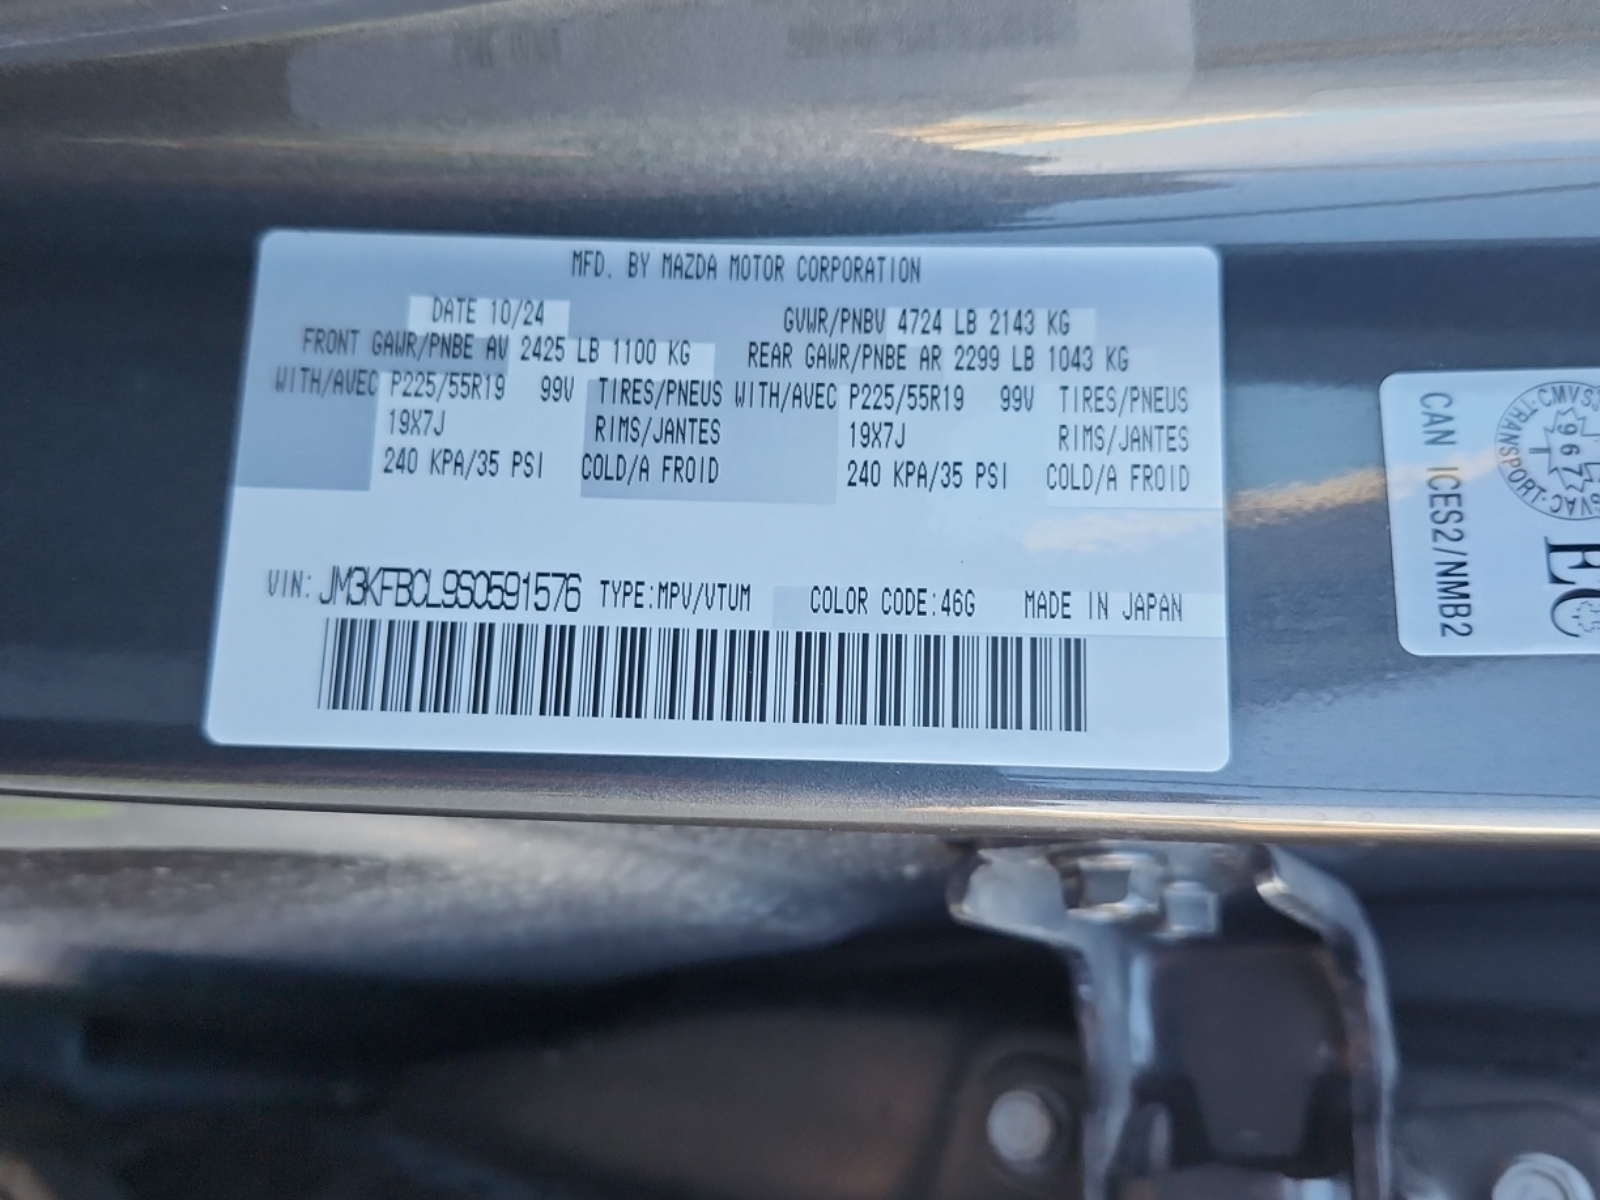 MFD. BY MAZDA MOTOR CORPORATION
DATE 10/24
GVWR/PNBV 4724 LB 2143 KG
FRONT GAWR/PNBE AV 2425 LB 1100 KG
REAR GAWR/PNBE AR 2299 LB 1043 KG
WITH/AVEC P225/55R19 99V TIRES/PNEUS WITH/AVEC P225/55R19 99V TIRES/PNEUS
19X7J RIMS/JANTES 19X7J RIMS/JANTES
240 KPA/35 PSI COLD/A FROID 240 KPA/35 PSI COLD/A FROID
VIN: JM3KFBCL9S0591576 TYPE:MPV/VTUM COLOR CODE:46G MADE IN JAPAN
CAN ICES2/NMB2
TRANSPORT